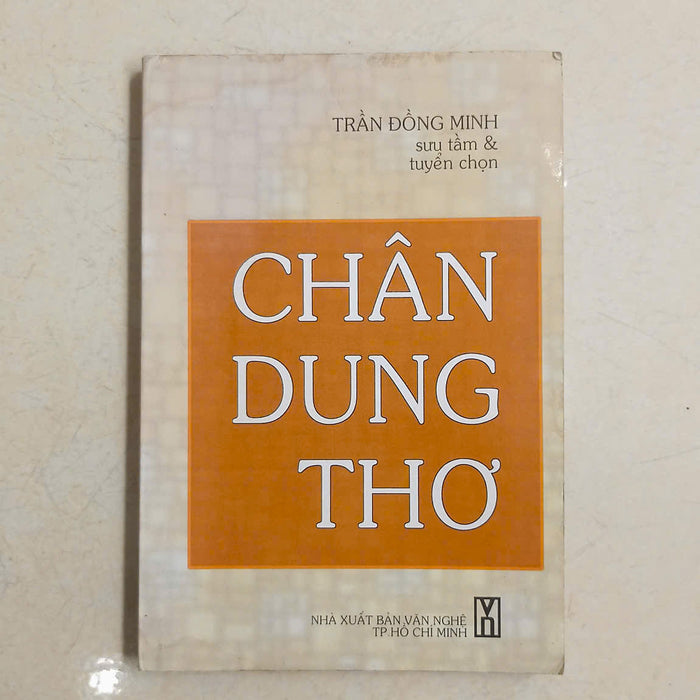 TRẦN ĐỒNG MINH
sưu tầm &
tuyển chọn
CHÂN
DUNG
THƠ
NHÀ XUẤT BẢN VĂN NGHỆ
TP. HỒ CHÍ MINH
VN